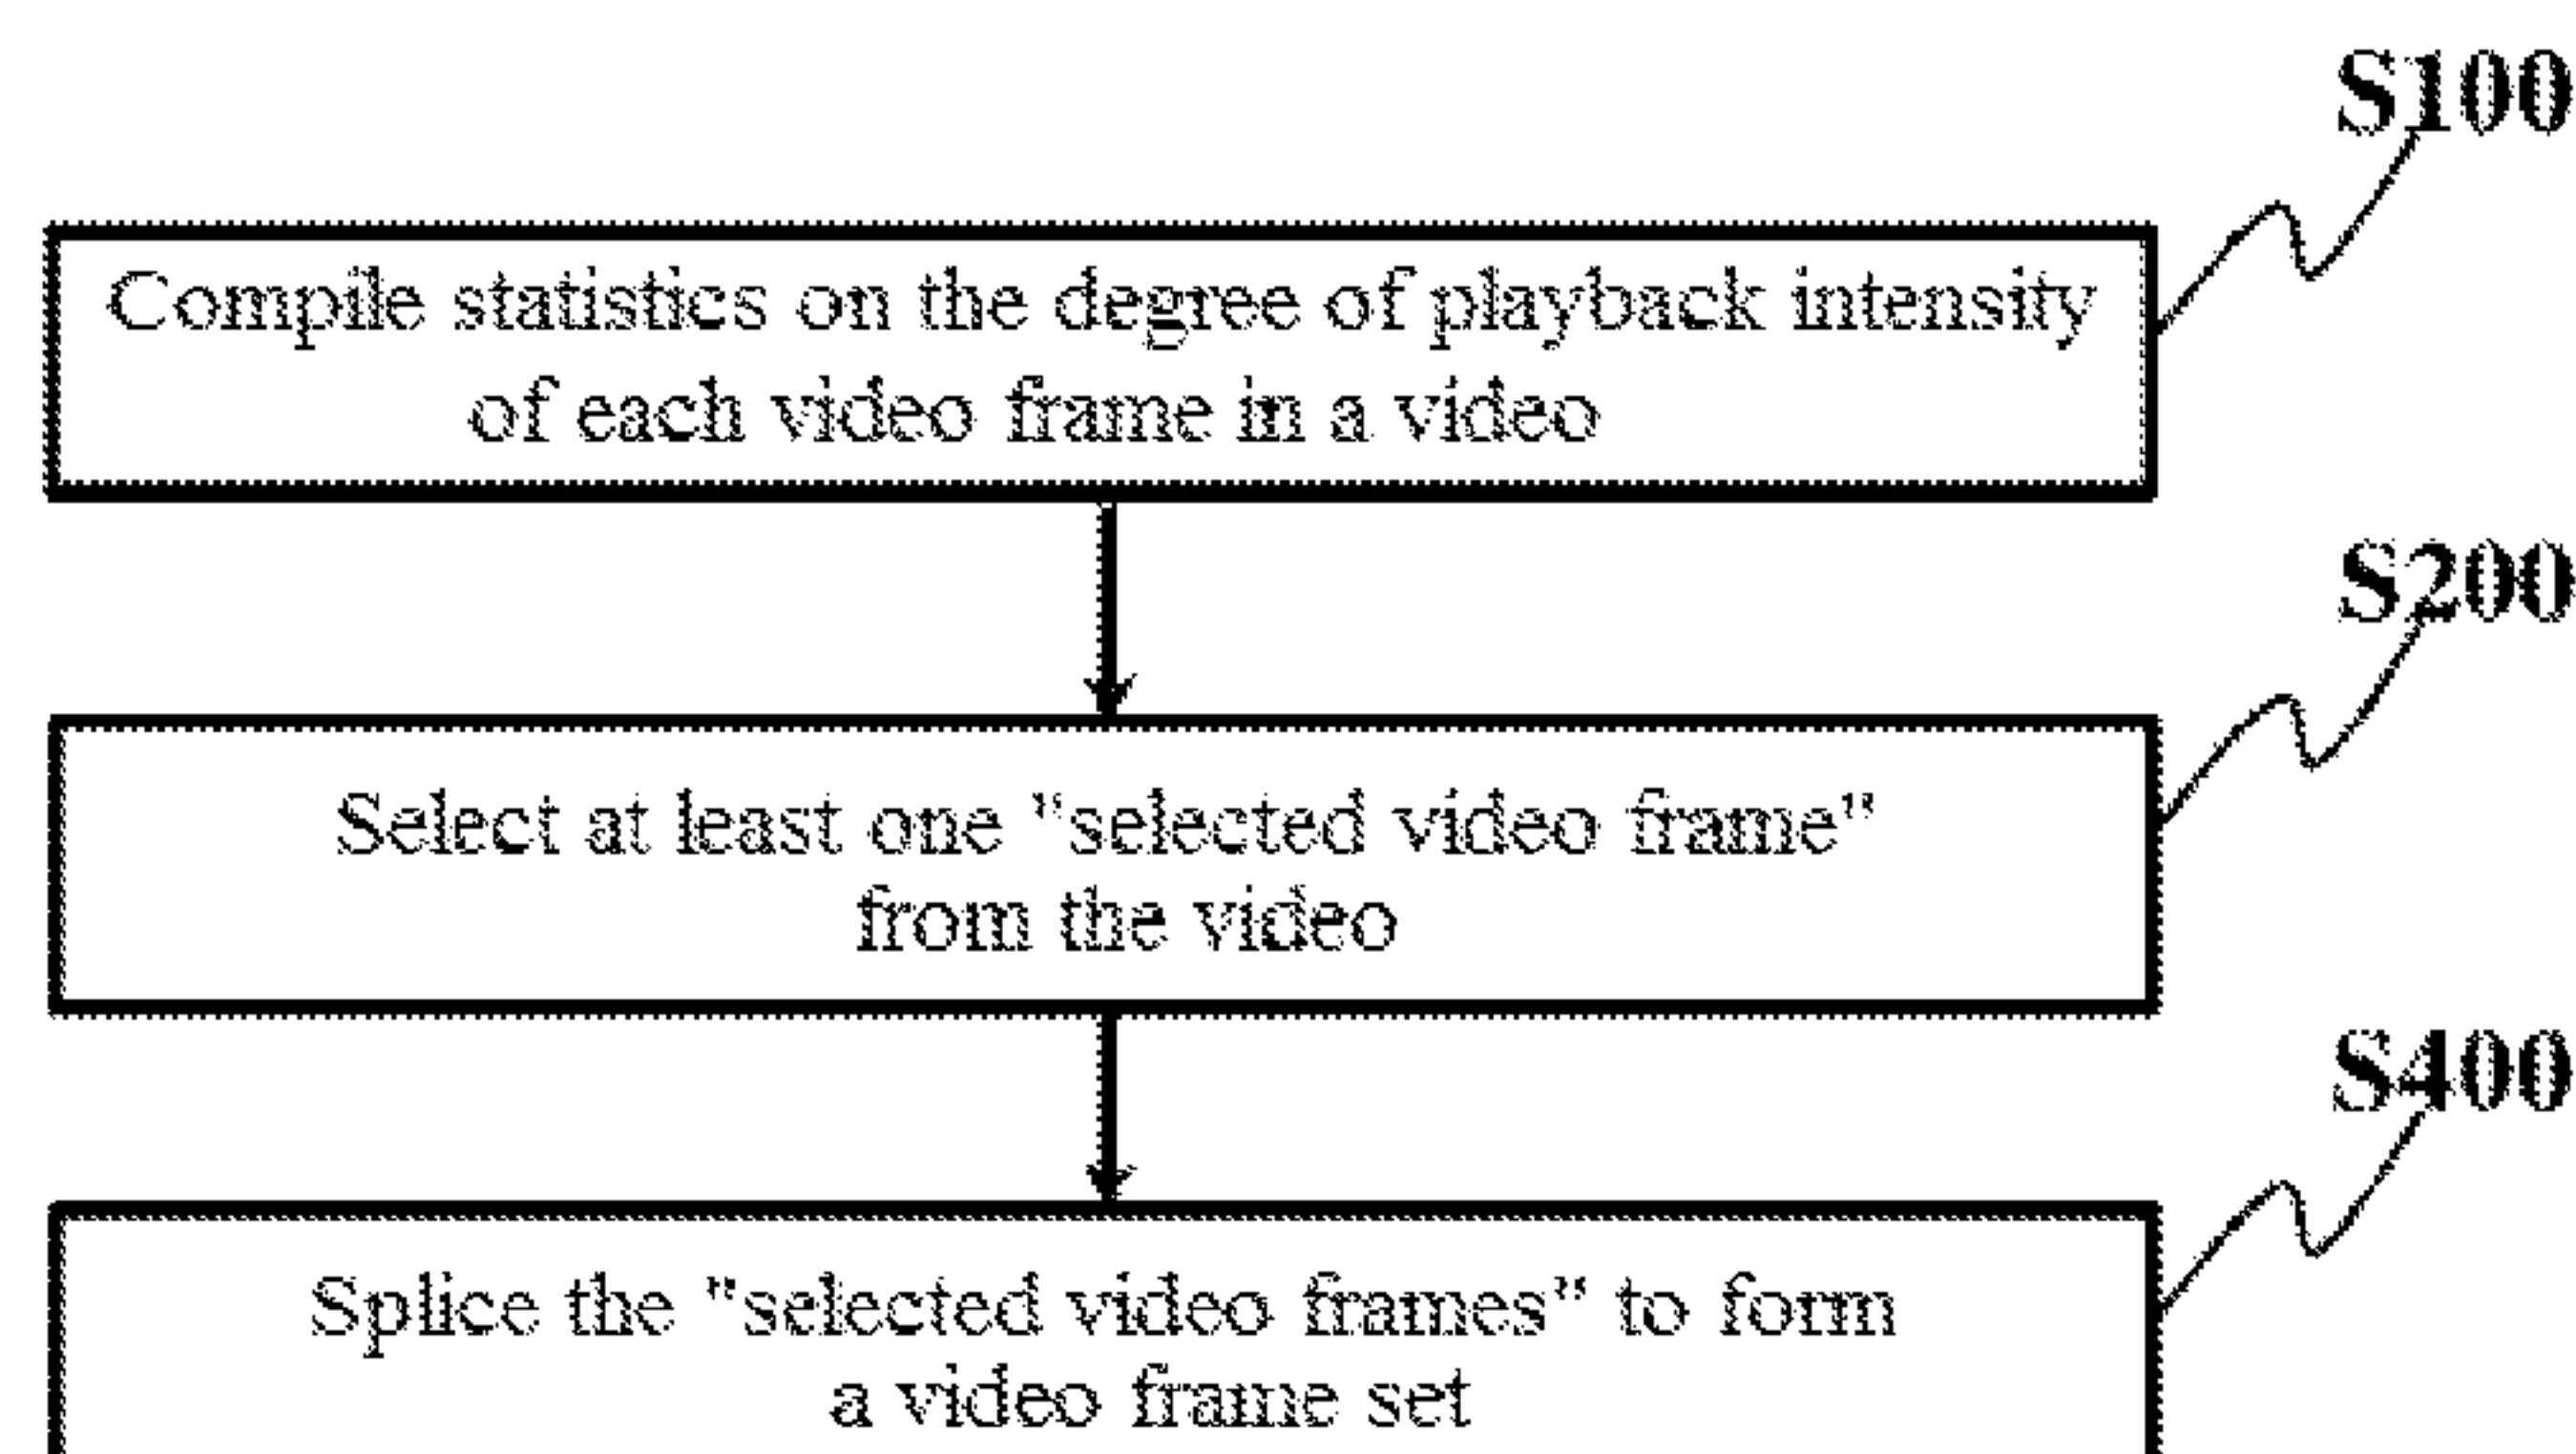 S100
Compile statistics on the degree of playback intensity
of each video frame in a video
S200
Select at least one "selected video frame"
from the video
S400
Splice the "selected video frames" to form
a video frame set